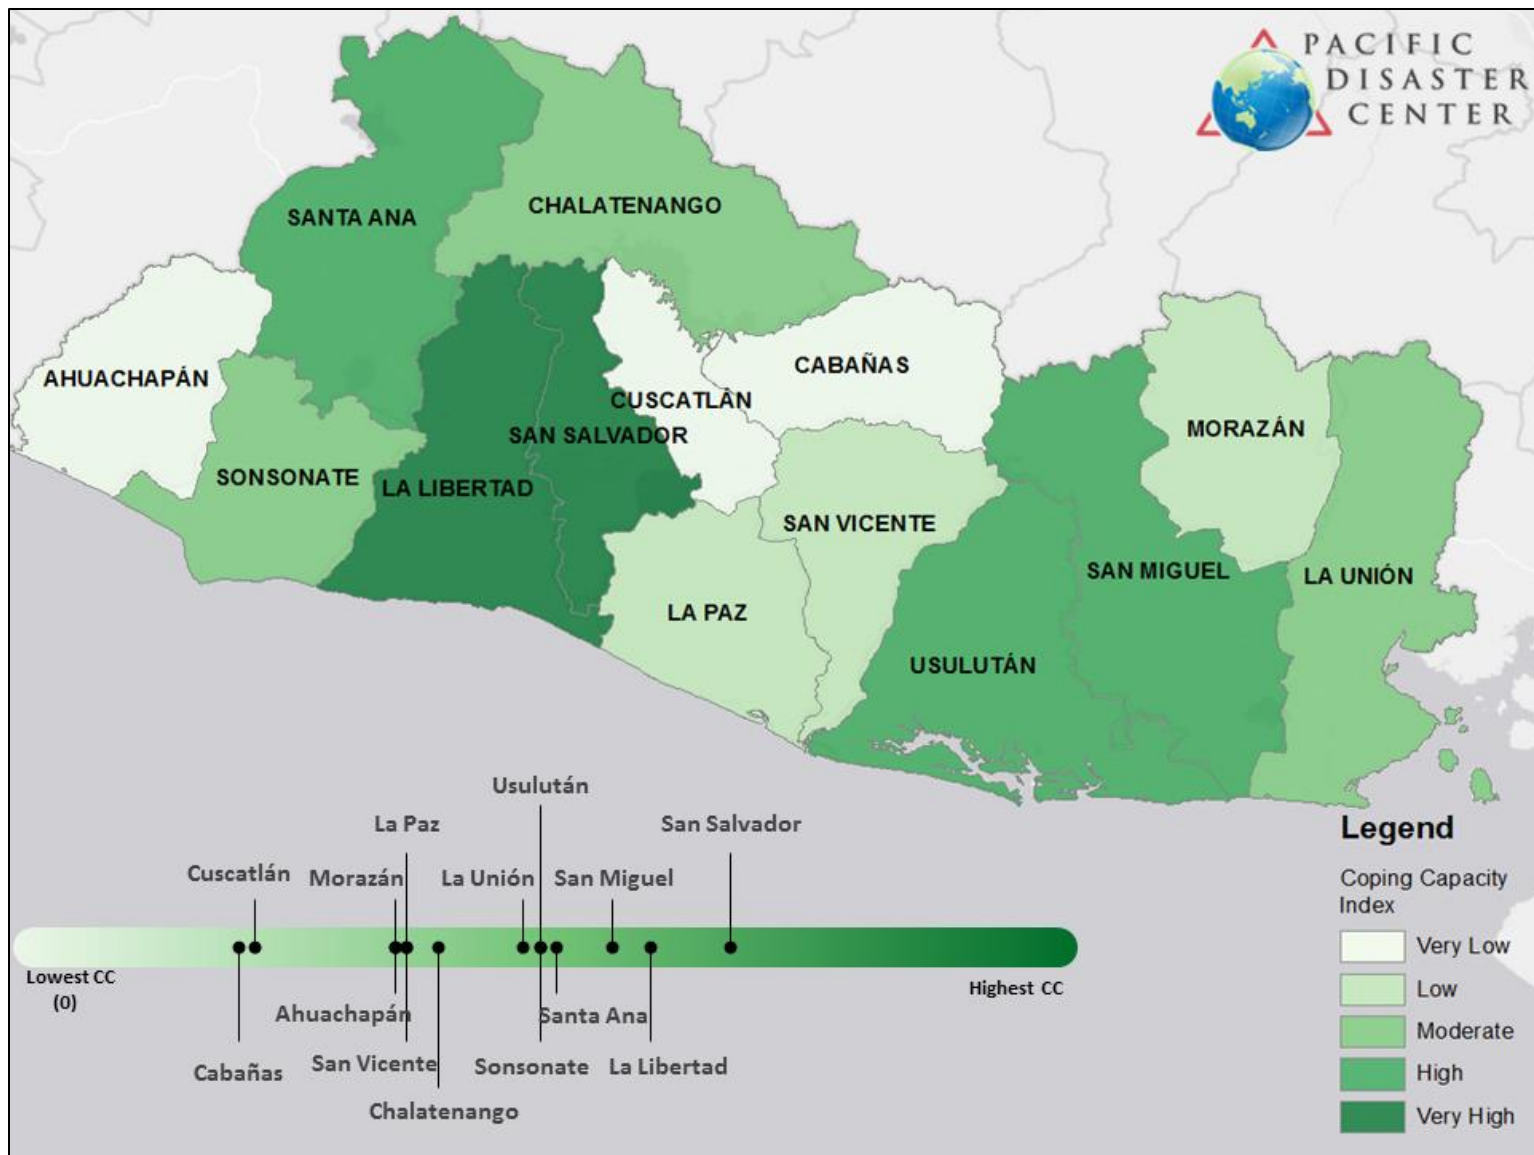 PACIFIC
DISASTER
CENTER
SANTA ANA
CHALATENANGO
AHUACHAPÁN
CABAÑAS
CUSCATLÁN
SAN SALVADOR
MORAZÁN
SONSONATE
LA LIBERTAD
SAN VICENTE
SAN MIGUEL
LA UNIÓN
LA PAZ
USULUTÁN
Usulután
La Paz
San Salvador
Cuscatlán
Morazán
La Unión
San Miguel
Lowest CC
(0)
Highest CC
Ahuachapán
Santa Ana
Cabañas
San Vicente
Sonsonate
La Libertad
Chalatenango
Legend
Coping Capacity
Index
Very Low
Low
Moderate
High
Very High